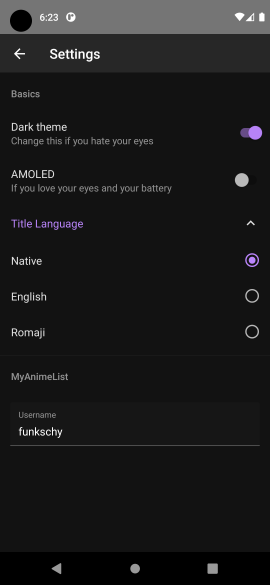 6:23
Settings
Basics
Dark theme
Change this if you hate your eyes
AMOLED
If you love your eyes and your battery
Title Language
Native
English
Romaji
MyAnimeList
Username
funkschy